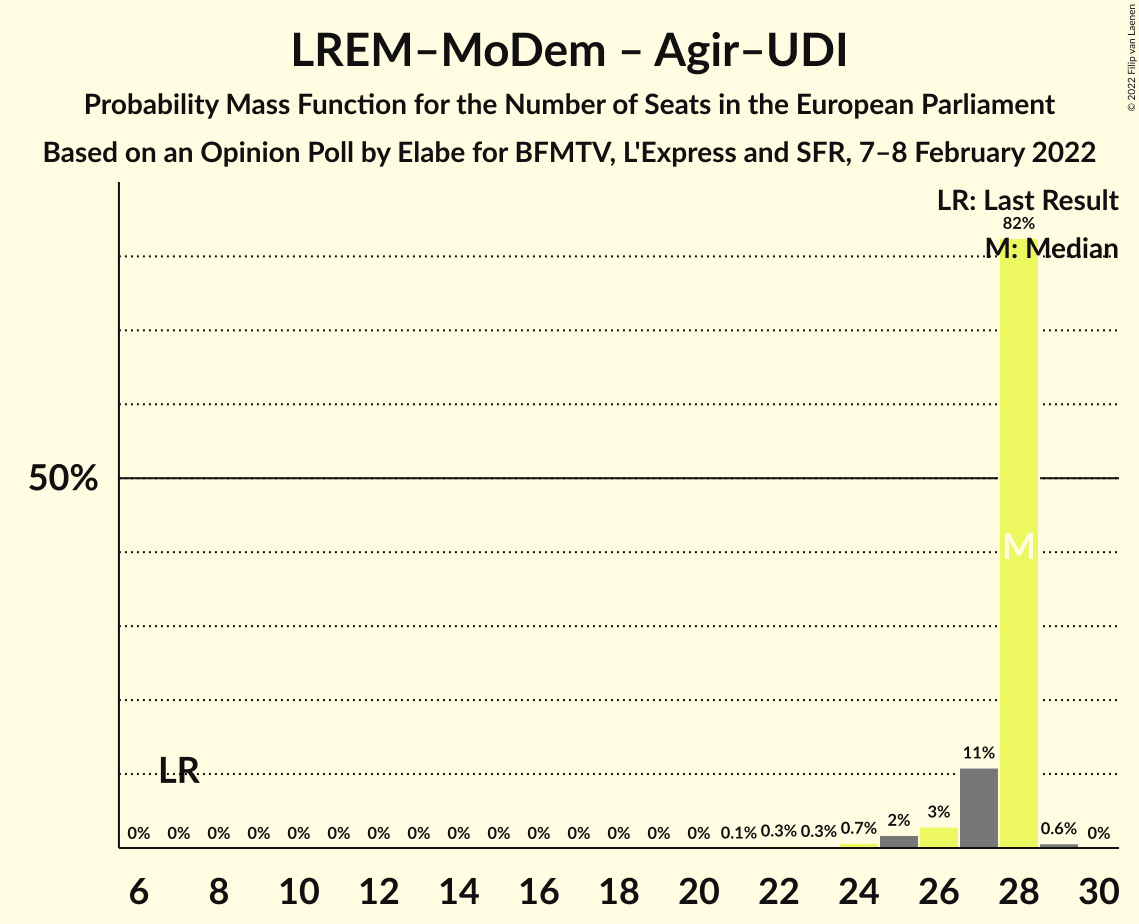 LREM–MoDem – Agir–UDI
Probability Mass Function for the Number of Seats in the European Parliament
Based on an Opinion Poll by Elabe for BFMTV, L'Express and SFR, 7–8 February 2022
© 2022 Filip van Laenen
LR: Last Result
82%
M: Median
50%
M
LR
0% 0% 0% 0% 0% 0% 0% 0% 0% 0% 0% 0% 0% 0% 0% 0.1% 0.3% 0.3% 0.7% 2% 3% 11% 0.6% 0%
6 8 10 12 14 16 18 20 22 24 26 28 30